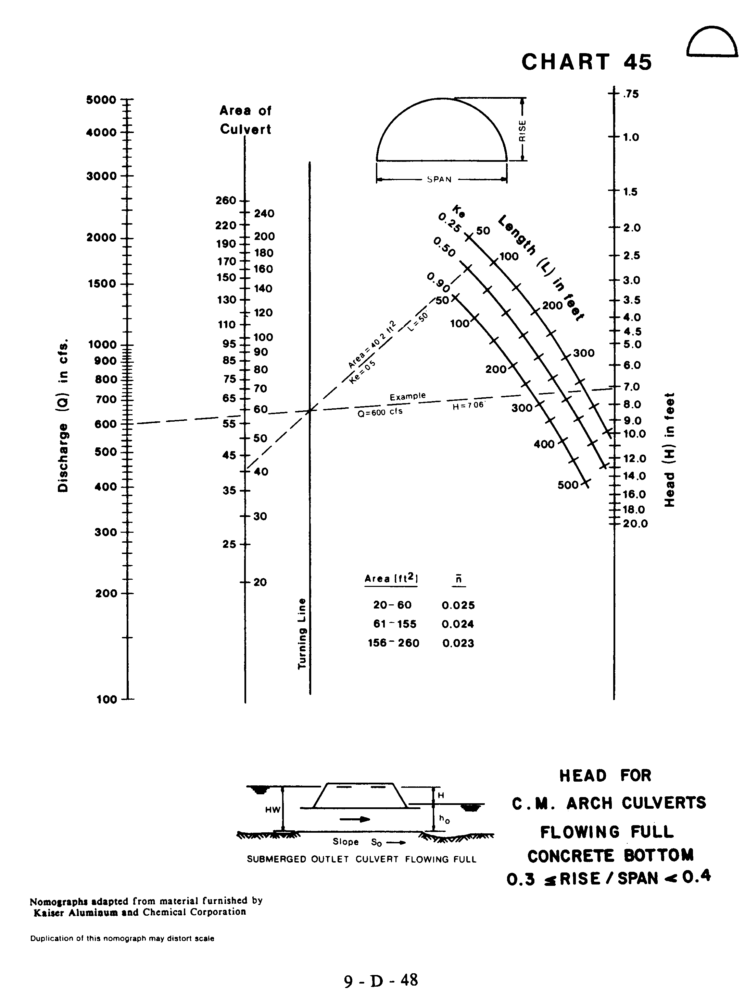 CHART 45
5000
4000
3000
2000
1500
1000
900
800
700
600
500
400
300
200
100
Discharge (Q) in cfs.
Area of
Culvert
260
240
220
200
190
180
170
160
150
140
130
120
110
100
95
90
85
80
75
70
65
60
55
50
45
40
35
30
25
20
Turning Line
RISE
SPAN
Ke
0.25
0.50
0.90
Length (L) in feet
50
100
200
300
50
100
200
300
400
500
Area = 40 2 ft2
Ke = 0 5
L = 50'
Example
Q=600 cfs
H = 7 06'
.75
1.0
1.5
2.0
2.5
3.0
3.5
4.0
4.5
5.0
6.0
7.0
8.0
9.0
10.0
12.0
14.0
16.0
18.0
20.0
Head (H) in feet
Area (ft2) n̄
20-60 0.025
61-155 0.024
156-260 0.023
HW
H
ho
Slope So
SUBMERGED OUTLET CULVERT FLOWING FULL
HEAD FOR
C.M. ARCH CULVERTS
FLOWING FULL
CONCRETE BOTTOM
0.3 ≤ RISE / SPAN < 0.4
Nomographs adapted from material furnished by
Kaiser Aluminum and Chemical Corporation
Duplication of this nomograph may distort scale
9 - D - 48